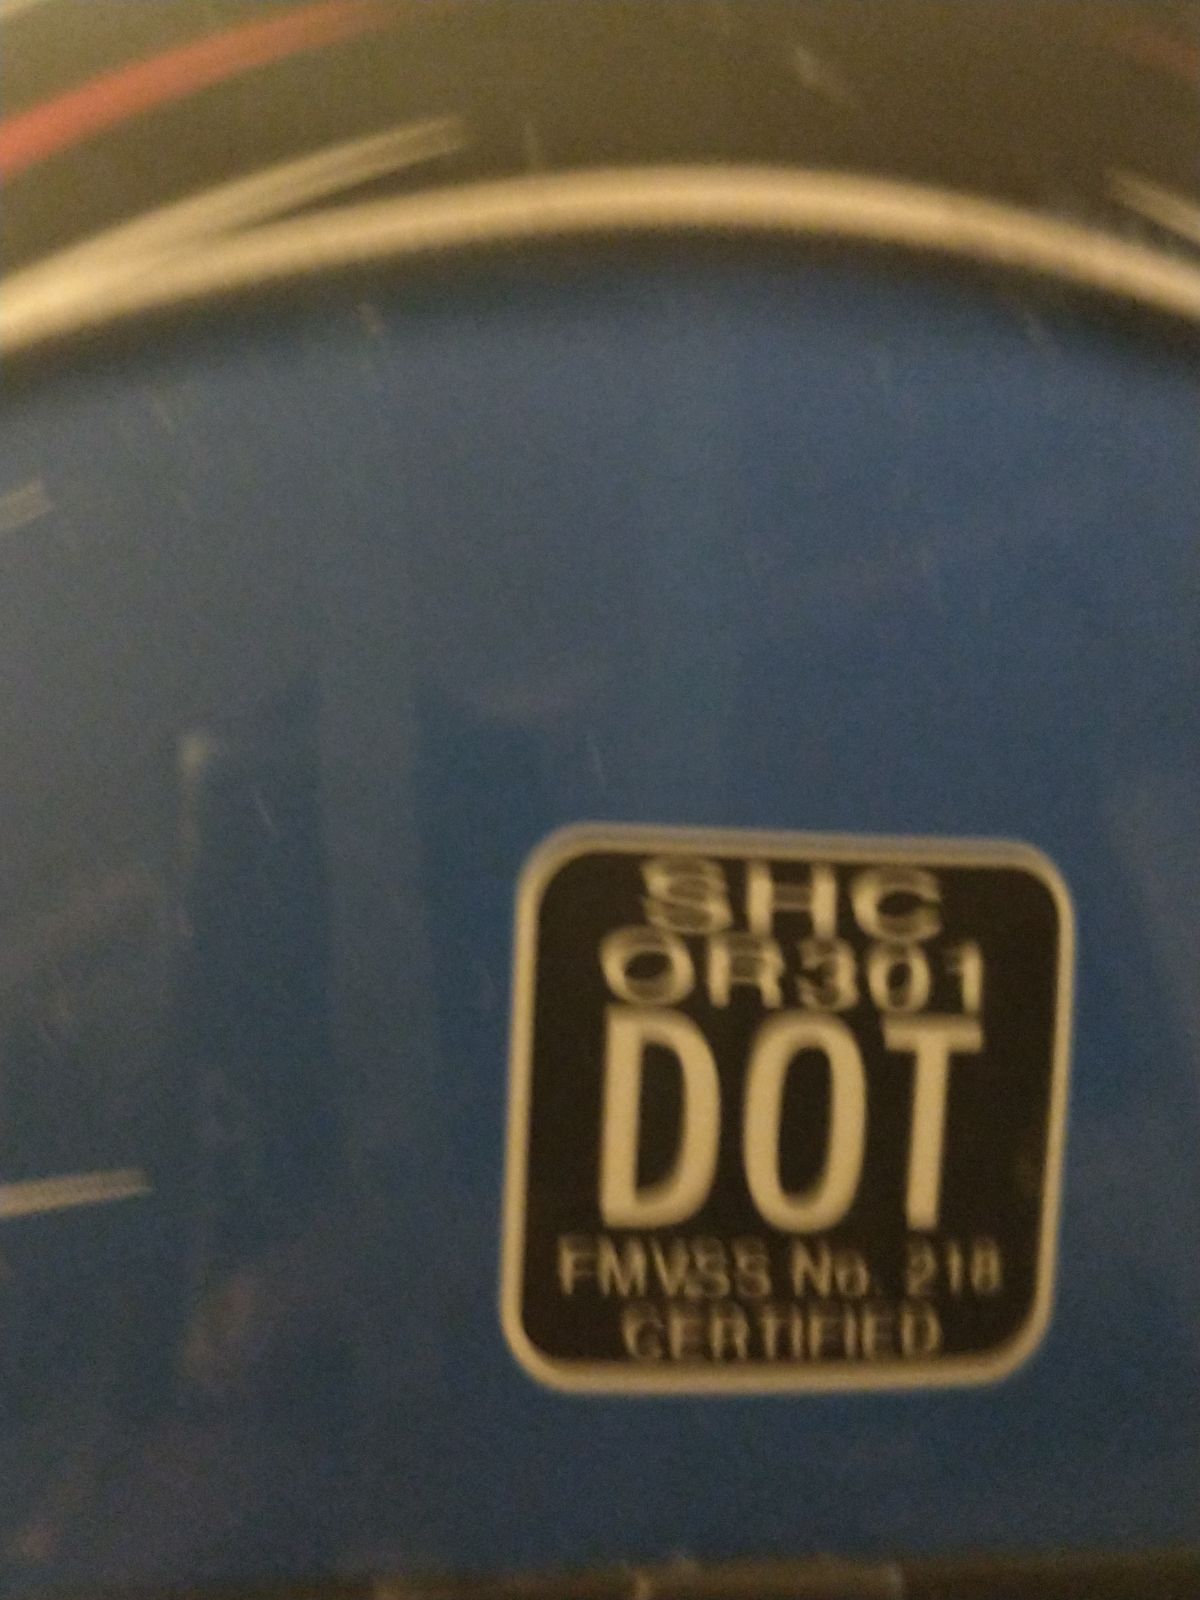 SHC
OR301
DOT
FMVSS No. 218
CERTIFIED